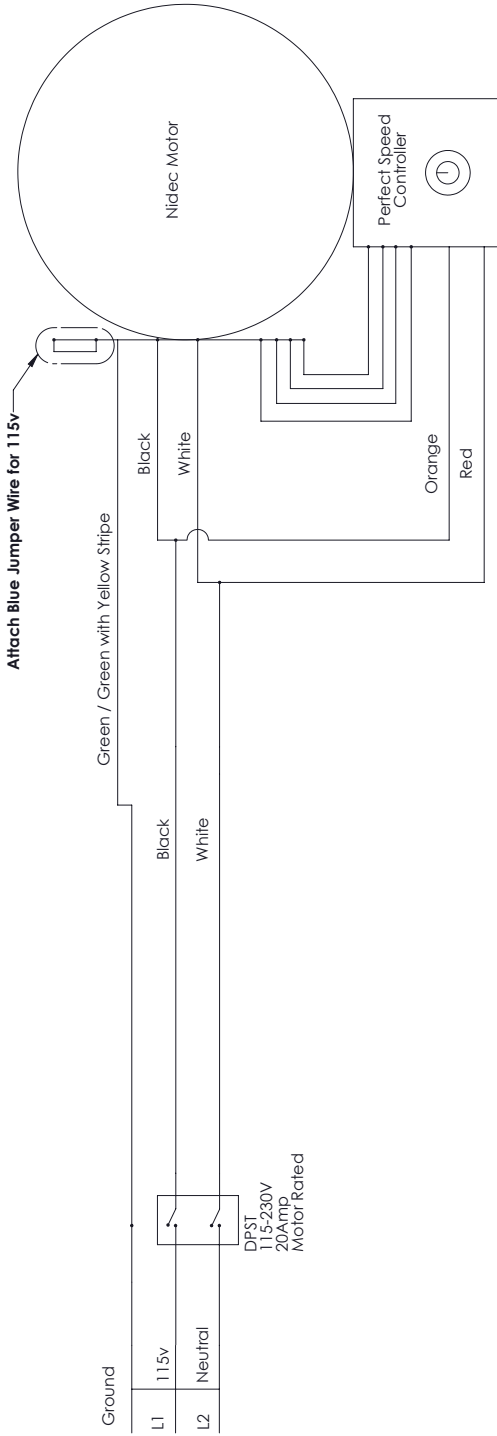 Attach Blue Jumper Wire for 115v
Nidec Motor
Green / Green with Yellow Stripe
Ground
L1
115v
Black
Black
L2
Neutral
White
White
DPST
115-230V
20Amp
Motor Rated
Perfect Speed
Controller
Orange
Red